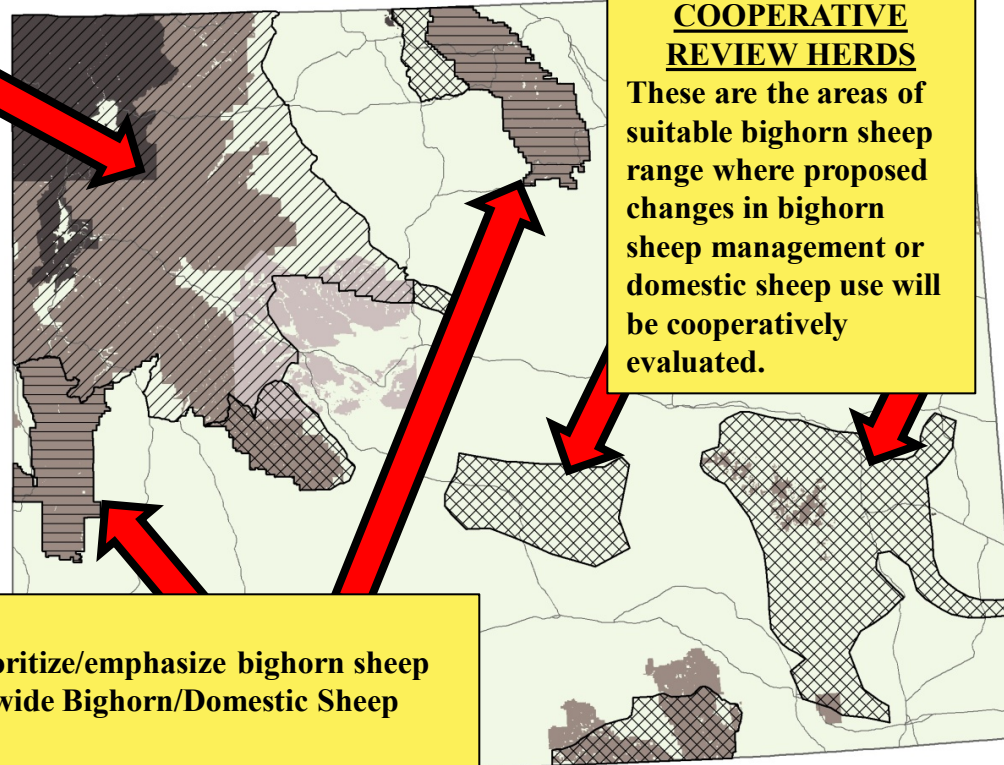 COOPERATIVE
REVIEW HERDS
These are the areas of
suitable bighorn sheep
range where proposed
changes in bighorn
sheep management or
domestic sheep use will
be cooperatively
evaluated.
oritize/emphasize bighorn sheep
wide Bighorn/Domestic Sheep